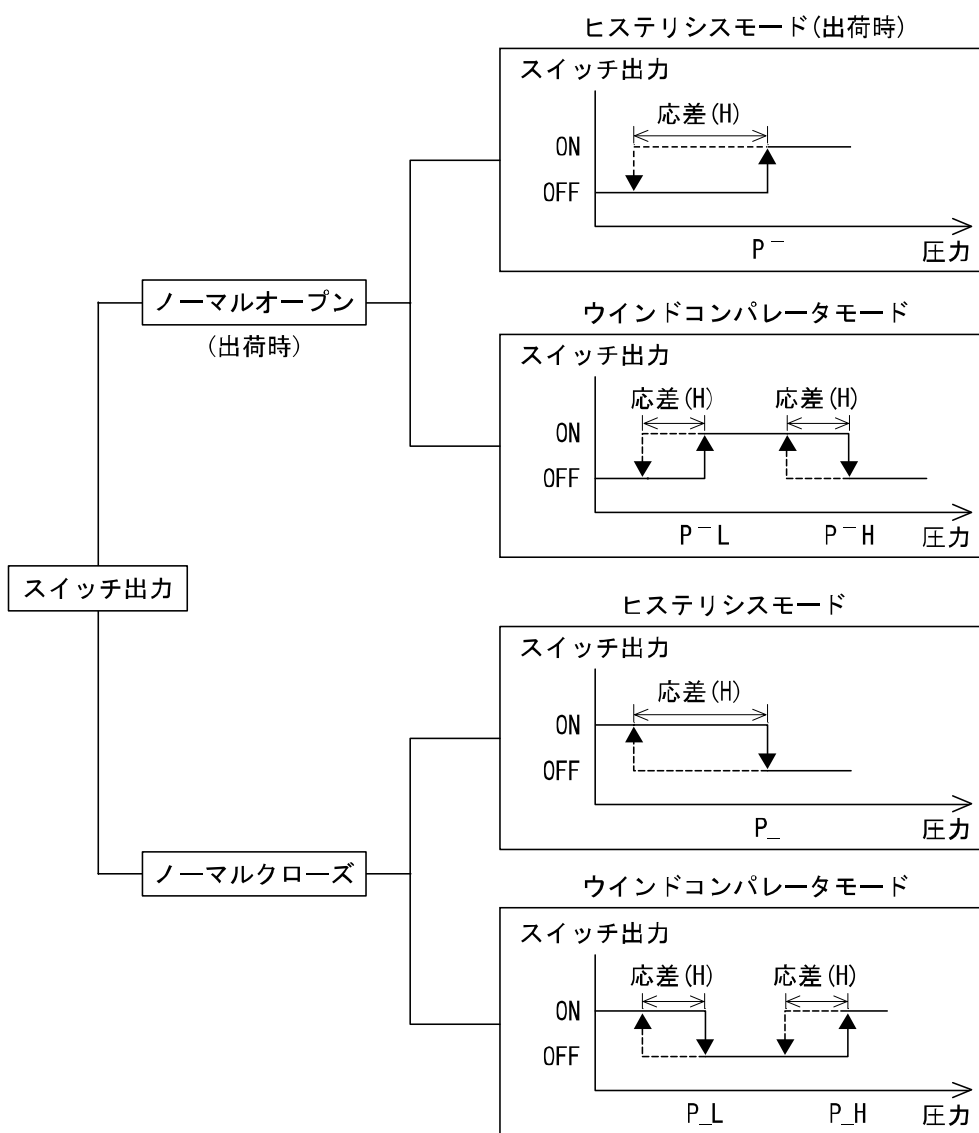 ヒステリシスモード(出荷時)
スイッチ出力
応差(H)
ON
OFF
P¯
圧力
ノーマルオープン
(出荷時)
ウインドコンパレータモード
スイッチ出力
応差(H) 応差(H)
ON
OFF
P¯L P¯H
圧力
スイッチ出力
ヒステリシスモード
スイッチ出力
応差(H)
ON
OFF
P_
圧力
ノーマルクローズ
ウインドコンパレータモード
スイッチ出力
応差(H) 応差(H)
ON
OFF
P_L P_H
圧力